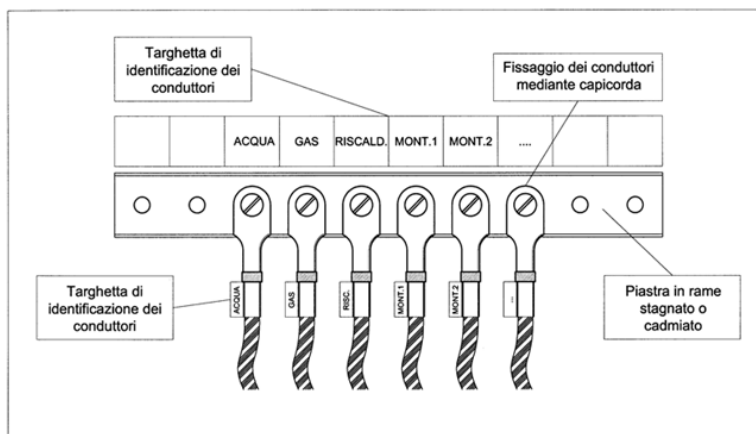 Targhetta di
identificazione dei
conduttori
Fissaggio dei conduttori
mediante capicorda
ACQUA
GAS
RISCALD.
MONT.1
MONT.2
....
Targhetta di
identificazione dei
conduttori
ACQUA
GAS
RISC.
MONT.1
MONT.2
...
Piastra in rame
stagnato o
cadmiato